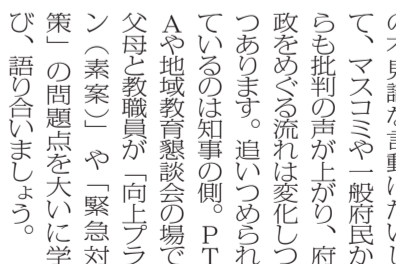 の不見識な言動にたいし
て、マスコミや一般府民か
らも批判の声が上がり、府
政をめぐる流れは変化しつ
つあります。追いつめられ
ているのは知事の側。PT
Aや地域教育懇談会の場で
父母と教職員が「向上プラ
ン（素案）」や「緊急対
策」の問題点を大いに学
び、語り合いましょう。